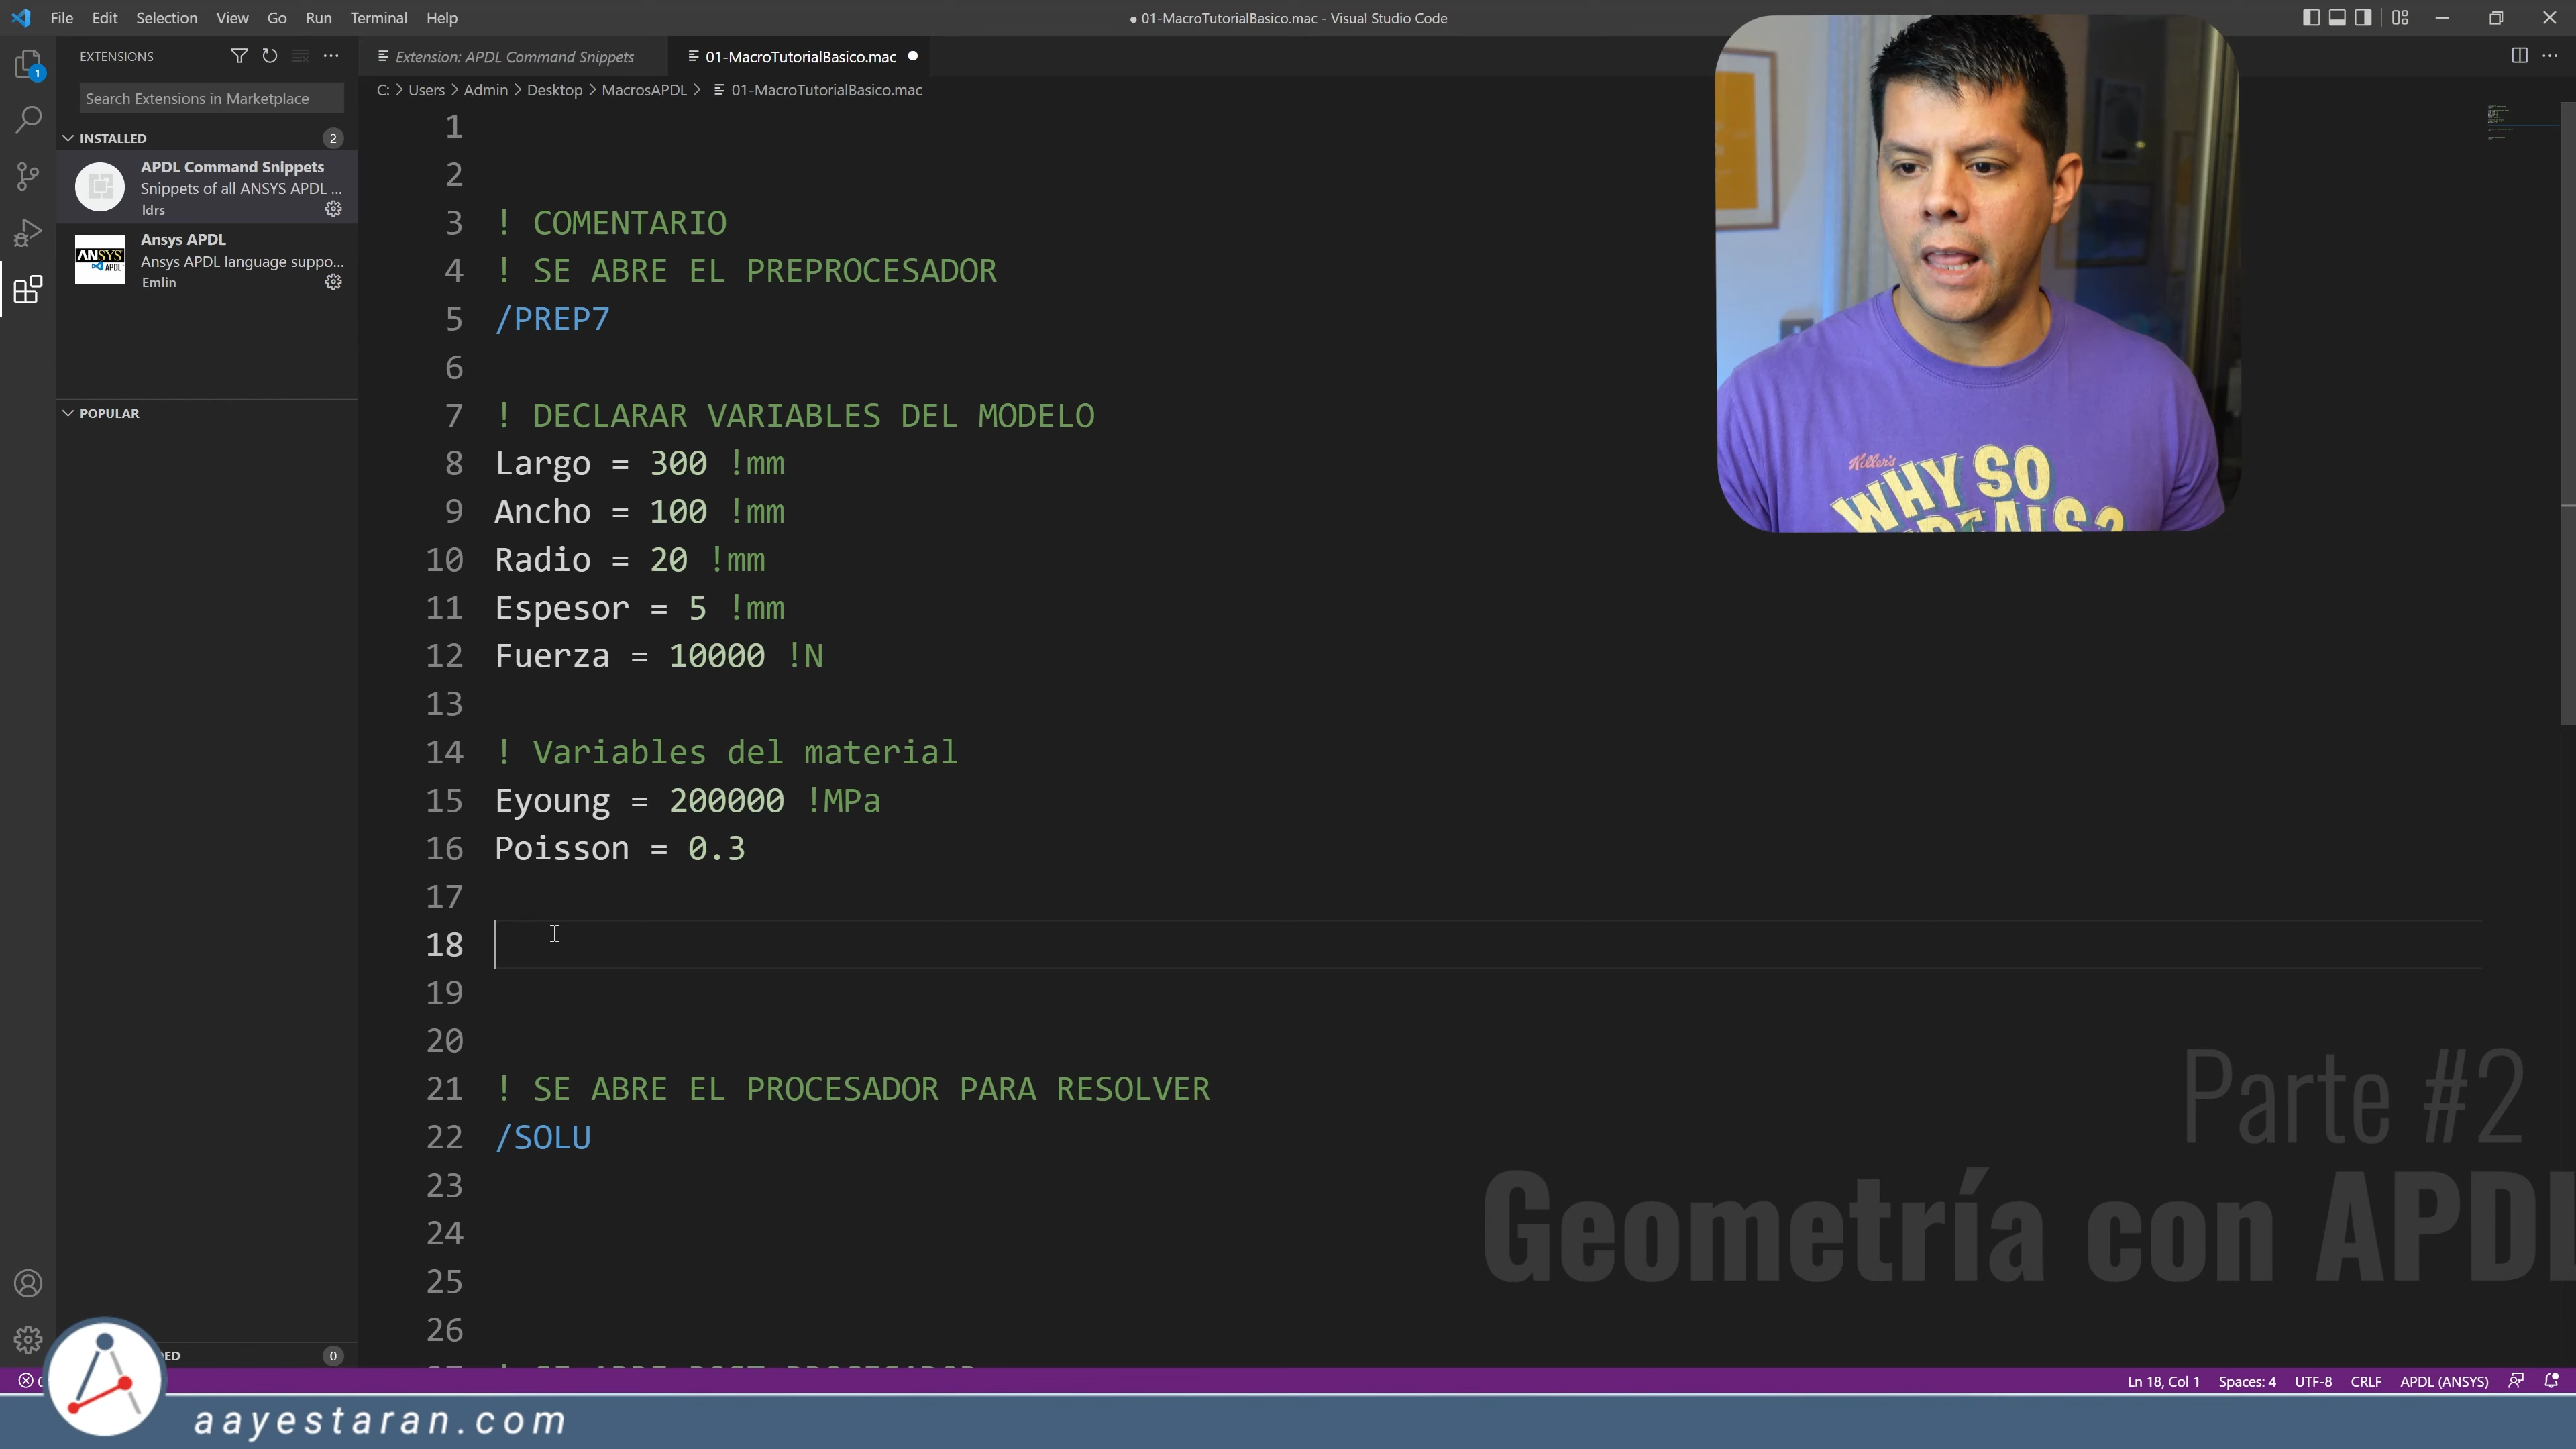 File Edit Selection View Go Run Terminal Help
● 01-MacroTutorialBasico.mac - Visual Studio Code
EXTENSIONS
Extension: APDL Command Snippets
01-MacroTutorialBasico.mac
Search Extensions in Marketplace
C: > Users > Admin > Desktop > MacrosAPDL > 01-MacroTutorialBasico.mac
INSTALLED 2
APDL Command Snippets
Snippets of all ANSYS APDL ...
ldrs
ANSYS
APDL
Ansys APDL
Ansys APDL language suppo...
Emlin
POPULAR
1
1
2
3 ! COMENTARIO
4 ! SE ABRE EL PREPROCESADOR
5 /PREP7
6
7 ! DECLARAR VARIABLES DEL MODELO
8 Largo = 300 !mm
9 Ancho = 100 !mm
10 Radio = 20 !mm
11 Espesor = 5 !mm
12 Fuerza = 10000 !N
13
14 ! Variables del material
15 Eyoung = 200000 !MPa
16 Poisson = 0.3
17
18
19
20
21 ! SE ABRE EL PROCESADOR PARA RESOLVER
22 /SOLU
23
24
25
26
Killer's
WHY SO
Parte #2
Geometría con APDL
0
Ln 18, Col 1 Spaces: 4 UTF-8 CRLF APDL (ANSYS)
aayestaran.com